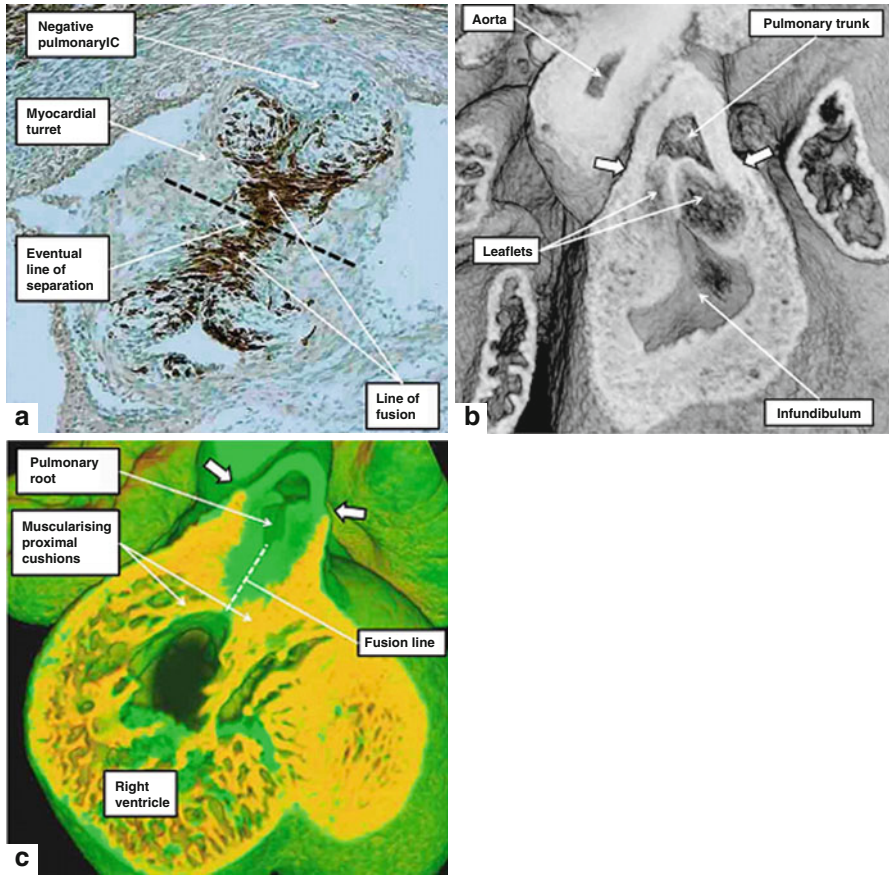 Negative
pulmonaryIC
Myocardial
turret
Eventual
line of
separation
Line of
fusion
a
Aorta
Pulmonary trunk
Leaflets
Infundibulum
b
Pulmonary
root
Muscularising
proximal
cushions
Fusion line
Right
ventricle
c